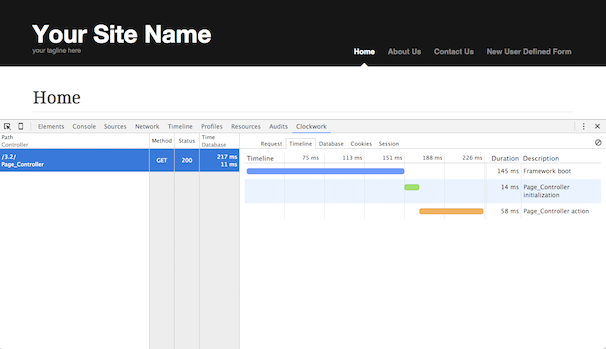 Your Site Name
your tagline here
Home About Us Contact Us New User Defined Form
Home
Elements Console Sources Network Timeline Profiles Resources Audits Clockwork
Path
Controller
Method
Status
Time
Database
/3.2/
Page_Controller
GET
200
217 ms
11 ms
Request Timeline Database Cookies Session
Timeline 75 ms 113 ms 151 ms 188 ms 226 ms Duration Description
145 ms Framework boot
14 ms Page_Controller
initialization
58 ms Page_Controller action